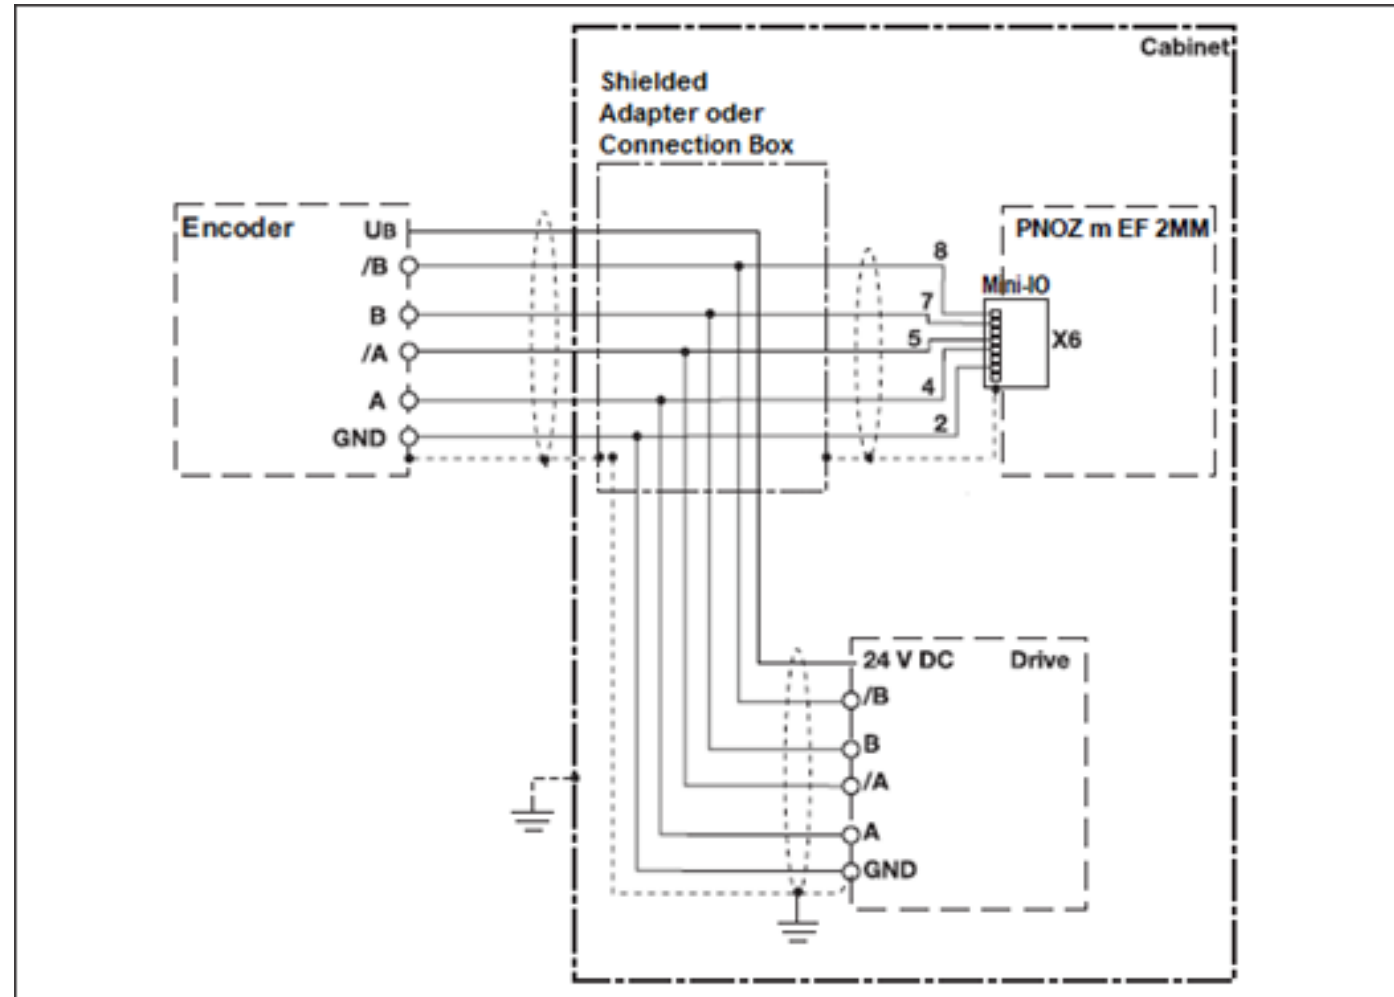 Cabinet
Shielded
Adapter oder
Connection Box
Encoder
UB
/B
B
/A
A
GND
8
7
5
4
2
PNOZ m EF 2MM
Mini-IO
X6
24 V DC
Drive
/B
B
/A
A
GND